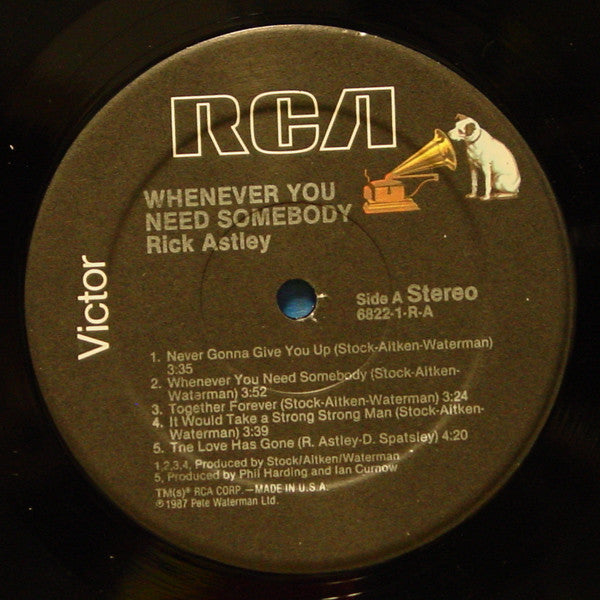 RCA
WHENEVER YOU
NEED SOMEBODY
Rick Astley
Victor
Side A Stereo
6822-1-R-A
1. Never Gonna Give You Up (Stock-Aitken-Waterman)
3:35
2. Whenever You Need Somebody (Stock-Aitken-
Waterman) 3:52
3. Together Forever (Stock-Aitken-Waterman) 3:24
4. It Would Take a Strong Strong Man (Stock-Aitken-
Waterman) 3:39
5. The Love Has Gone (R. Astley-D. Spatsley) 4:20
1,2,3,4, Produced by Stock/Aitken/Waterman
5, Produced by Phil Harding and Ian Curnow
TM(s)® RCA CORP.—MADE IN U.S.A.
℗1987 Pete Waterman Ltd.